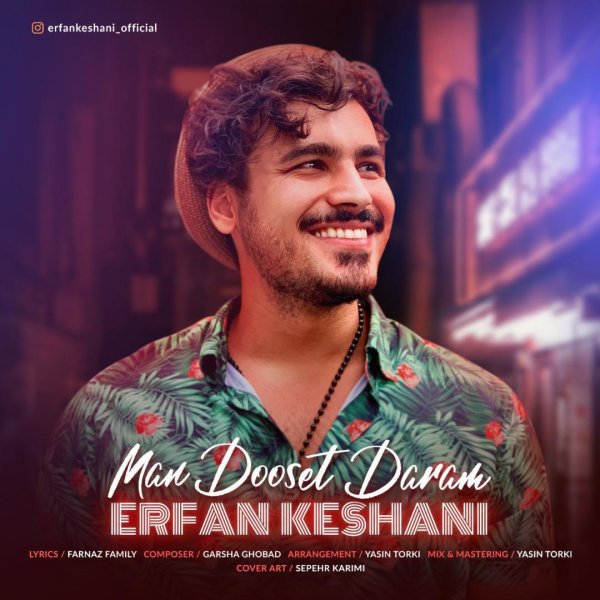 erfankeshani_official
Man Dooset Daram
ERFAN KESHANI
LYRICS / FARNAZ FAMILY COMPOSER / GARSHA GHOBAD ARRANGEMENT / YASIN TORKI MIX & MASTERING / YASIN TORKI
COVER ART / SEPEHR KARIMI